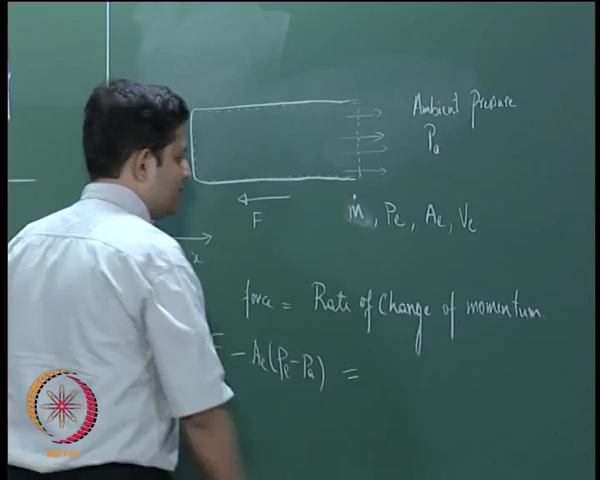 Ambient Pressure
Pa
F
ṁ, Pe, Ae, Ve
x
force = Rate of Change of momentum
F - Ae(Pe - Pa) =